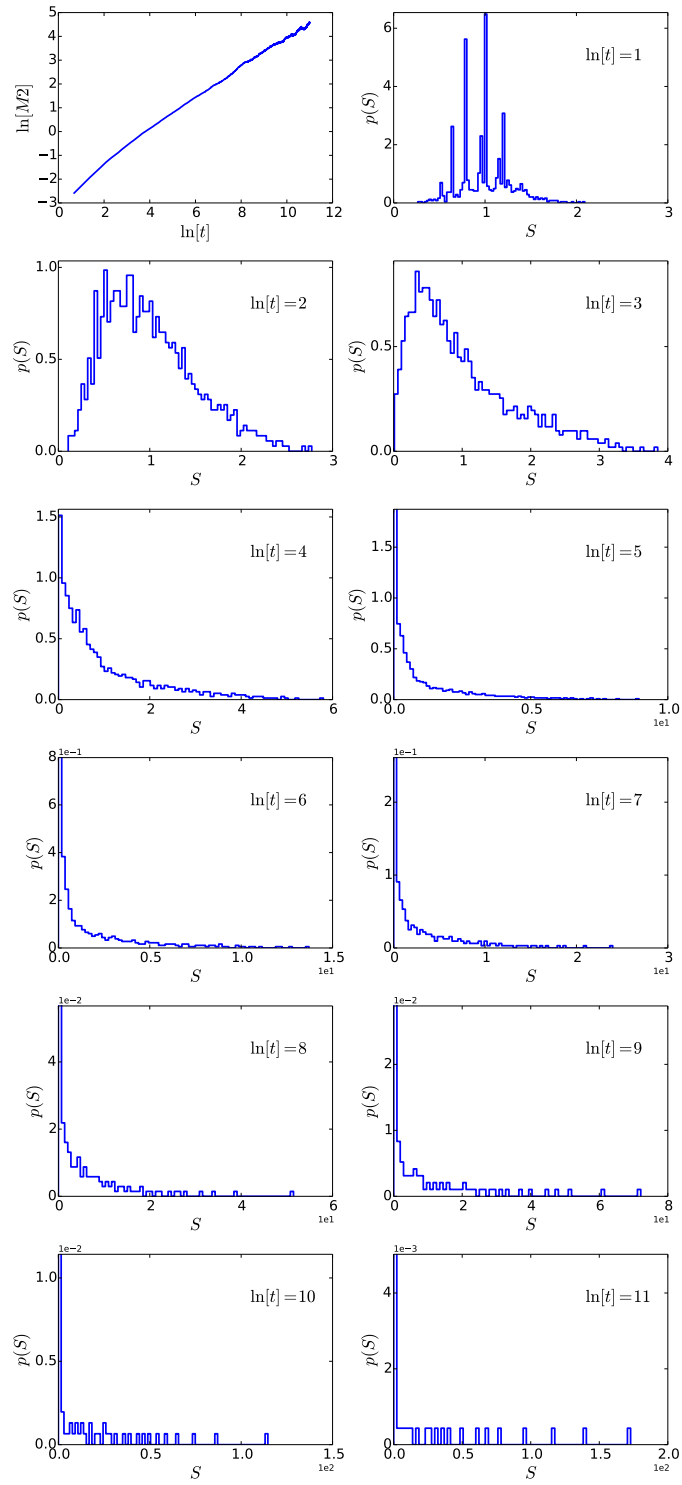 5
4
3
2
1
0
−1
−2
−3
ln[M2]
0 2 4 6 8 10 12
ln[t]
6
4
2
0
p(S)
ln[t]=1
0 1 2 3
S
1.0
0.5
0.0
p(S)
ln[t]=2
0 1 2 3
S
0.5
0.0
p(S)
ln[t]=3
0 1 2 3 4
S
1.5
1.0
0.5
0.0
p(S)
ln[t]=4
0 2 4 6
S
1.5
1.0
0.5
0.0
p(S)
ln[t]=5
0.0 0.5 1.0
1e1
S
1e−1
8
6
4
2
0
p(S)
ln[t]=6
0.0 0.5 1.0 1.5
1e1
S
1e−1
2
1
0
p(S)
ln[t]=7
0 1 2 3
1e1
S
1e−2
4
2
0
p(S)
ln[t]=8
0 2 4 6
1e1
S
1e−2
2
1
0
p(S)
ln[t]=9
0 2 4 6 8
1e1
S
1e−2
1.0
0.5
0.0
p(S)
ln[t]=10
0.0 0.5 1.0 1.5
1e2
S
1e−3
4
2
0
p(S)
ln[t]=11
0.0 0.5 1.0 1.5 2.0
1e2
S